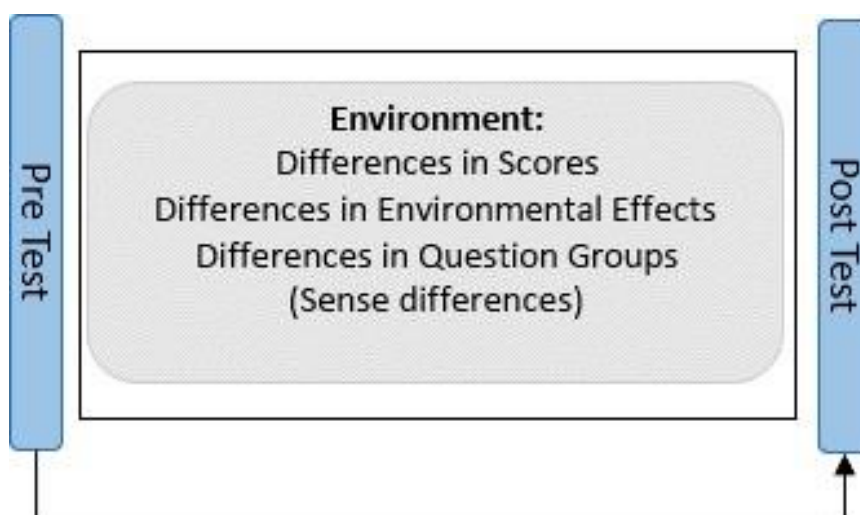 Pre Test
Environment:
Differences in Scores
Differences in Environmental Effects
Differences in Question Groups
(Sense differences)
Post Test